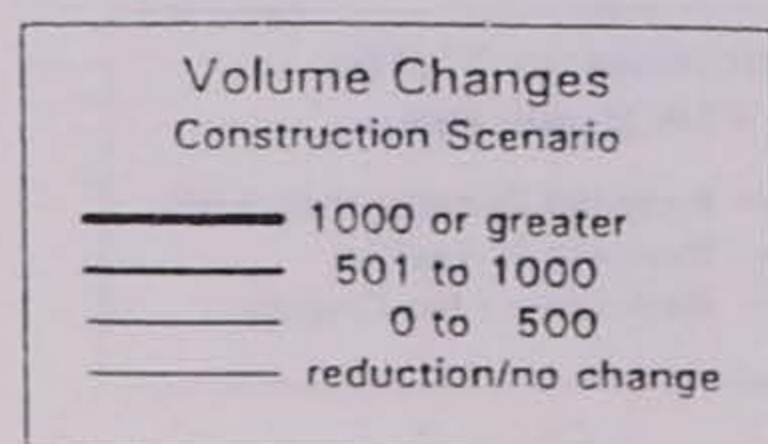 Volume Changes
Construction Scenario
1000 or greater
501 to 1000
0 to 500
reduction/no change